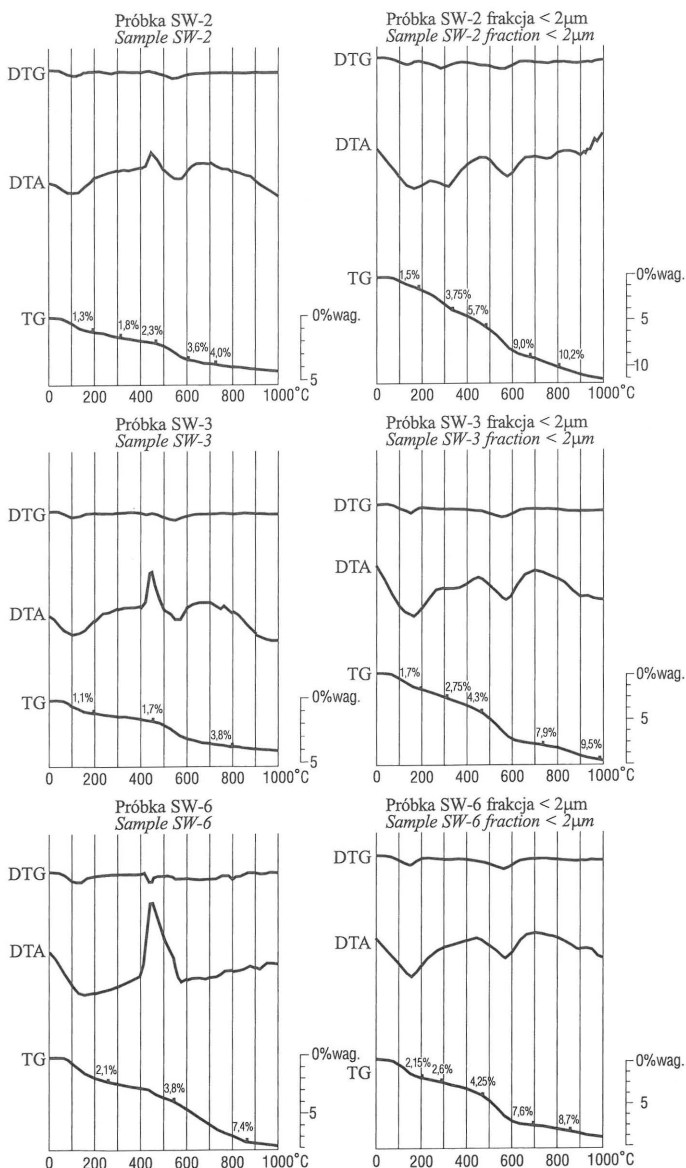 Próbka SW-2
Sample SW-2
DTG
DTA
TG
1,3%
1,8%
2,3%
3,6%
4,0%
0%wag.
5
0 200 400 600 800 1000°C
Próbka SW-2 frakcja < 2μm
Sample SW-2 fraction < 2μm
DTG
DTA
TG
1,5%
3,75%
5,7%
9,0%
10,2%
0%wag.
5
10
0 200 400 600 800 1000°C
Próbka SW-3
Sample SW-3
DTG
DTA
TG
1,1%
1,7%
3,8%
0%wag.
5
0 200 400 600 800 1000°C
Próbka SW-3 frakcja < 2μm
Sample SW-3 fraction < 2μm
DTG
DTA
TG
1,7%
2,75%
4,3%
7,9%
9,5%
0%wag.
5
0 200 400 600 800 1000°C
Próbka SW-6
Sample SW-6
DTG
DTA
TG
2,1%
3,8%
7,4%
0%wag.
5
0 200 400 600 800 1000°C
Próbka SW-6 frakcja < 2μm
Sample SW-6 fraction < 2μm
DTG
DTA
TG
2,15%
2,6%
4,25%
7,6%
8,7%
0%wag.
5
0 200 400 600 800 1000°C